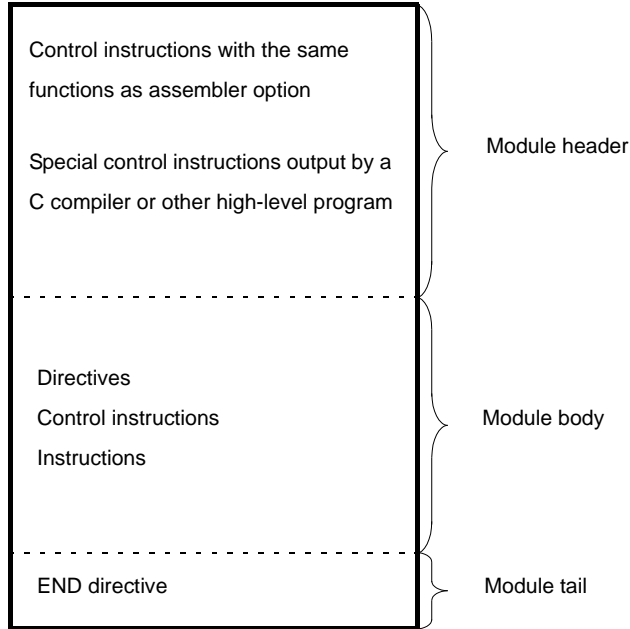 Control instructions with the same
functions as assembler option
Special control instructions output by a
C compiler or other high-level program
Module header
Directives
Control instructions
Instructions
Module body
END directive
Module tail